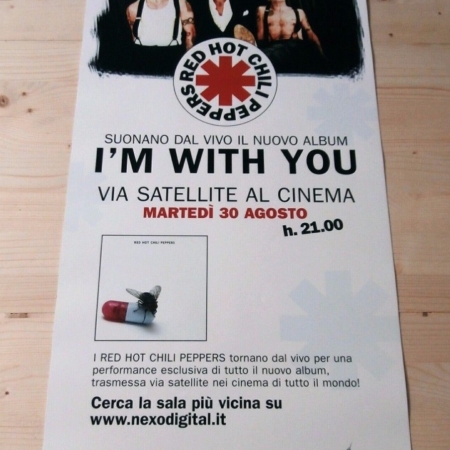 RED HOT CHILI PEPPERS
SUONANO DAL VIVO IL NUOVO ALBUM
I'M WITH YOU
VIA SATELLITE AL CINEMA
MARTEDÌ 30 AGOSTO
h. 21.00
RED HOT CHILI PEPPERS
I RED HOT CHILI PEPPERS tornano dal vivo per una
performance esclusiva di tutto il nuovo album,
trasmessa via satellite nei cinema di tutto il mondo!
Cerca la sala più vicina su
www.nexodigital.it